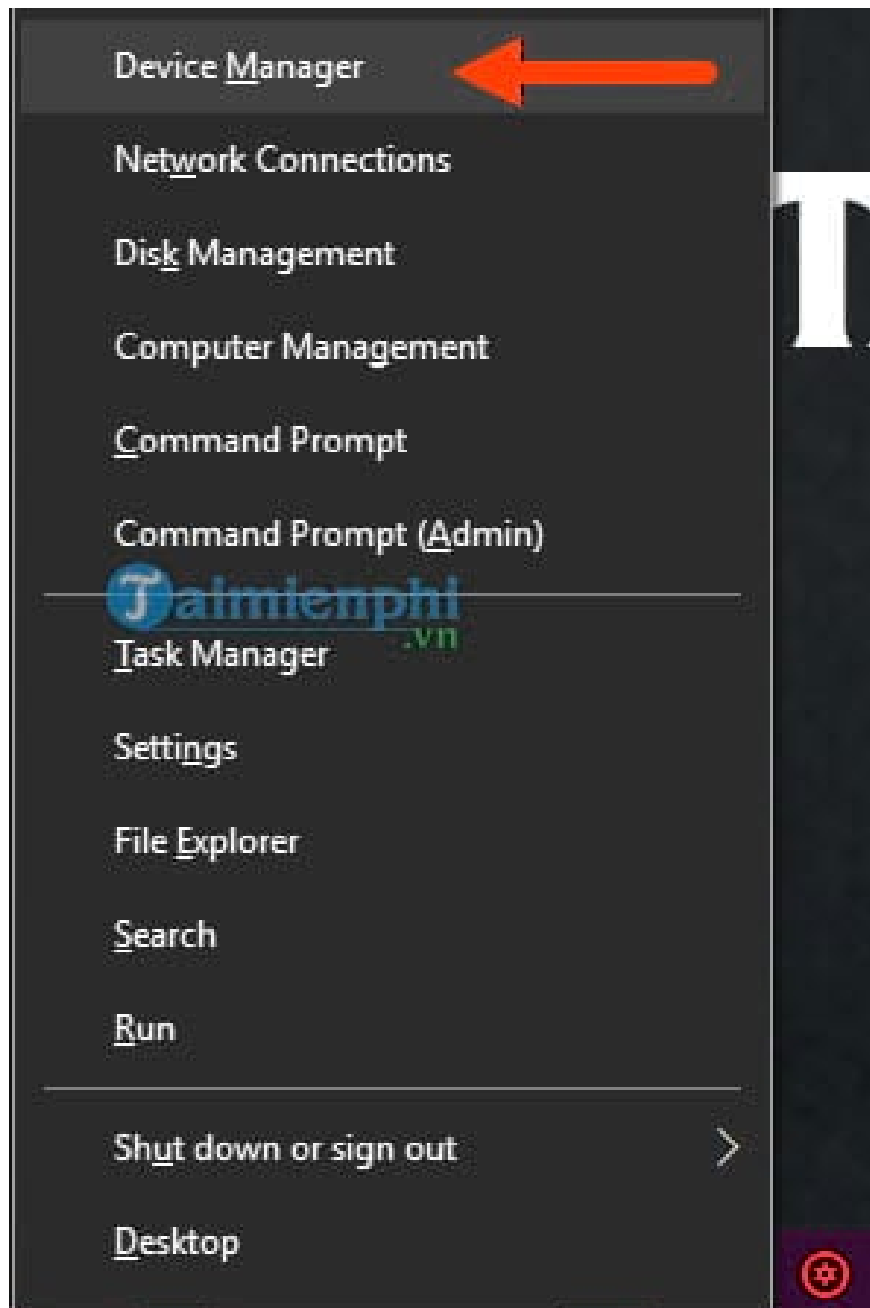 Device Manager
Network Connections
Disk Management
Computer Management
Command Prompt
Command Prompt (Admin)
Taimienphi
.vn
Task Manager
Settings
File Explorer
Search
Run
Shut down or sign out
Desktop
T